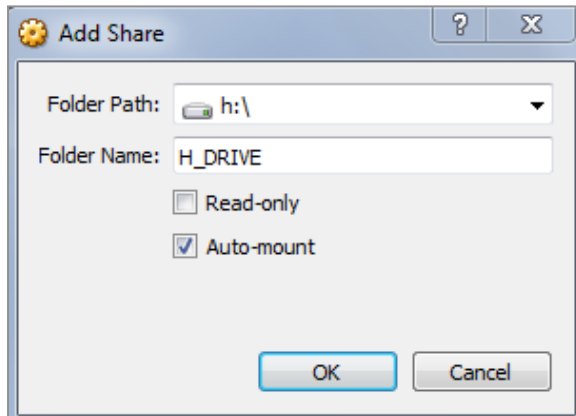 Add Share
Folder Path: h:\
Folder Name: H_DRIVE
Read-only
Auto-mount
OK Cancel